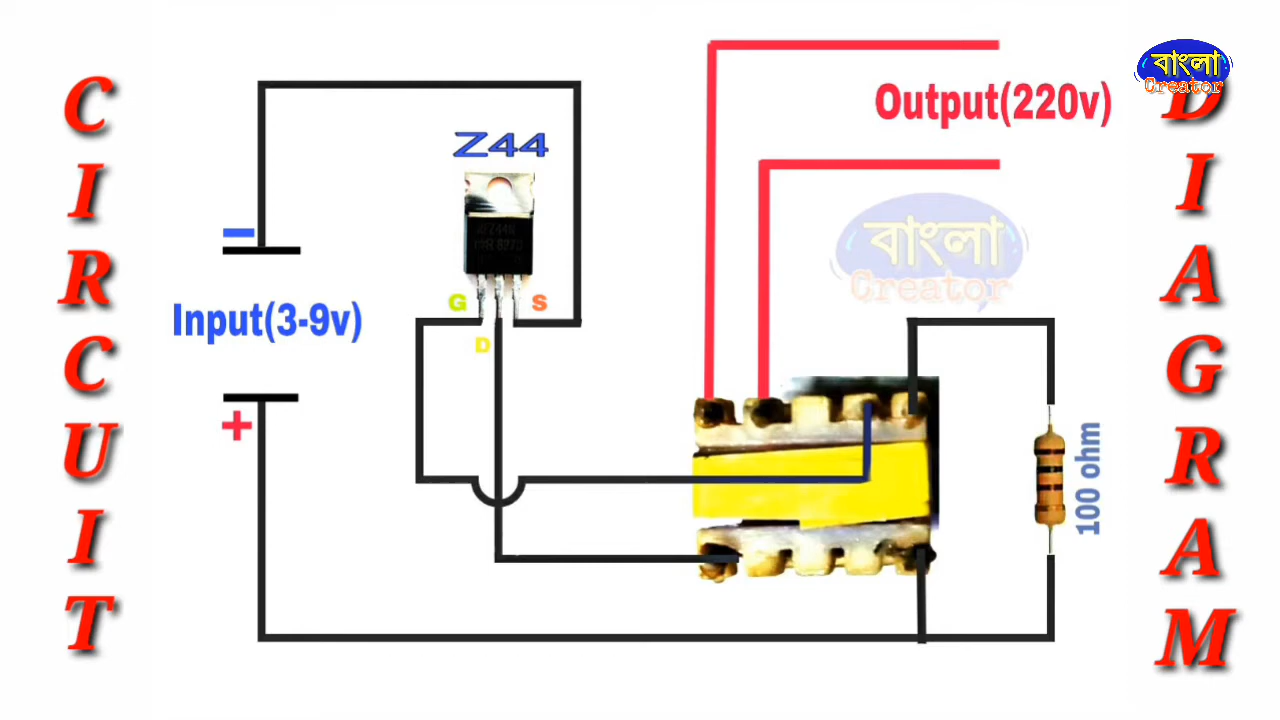 CIRCUIT
Z44
G
D
S
−
Input(3-9v)
+
Output(220v)
বাংলা
Creator
100 ohm
বাংলা
Creator
DIAGRAM